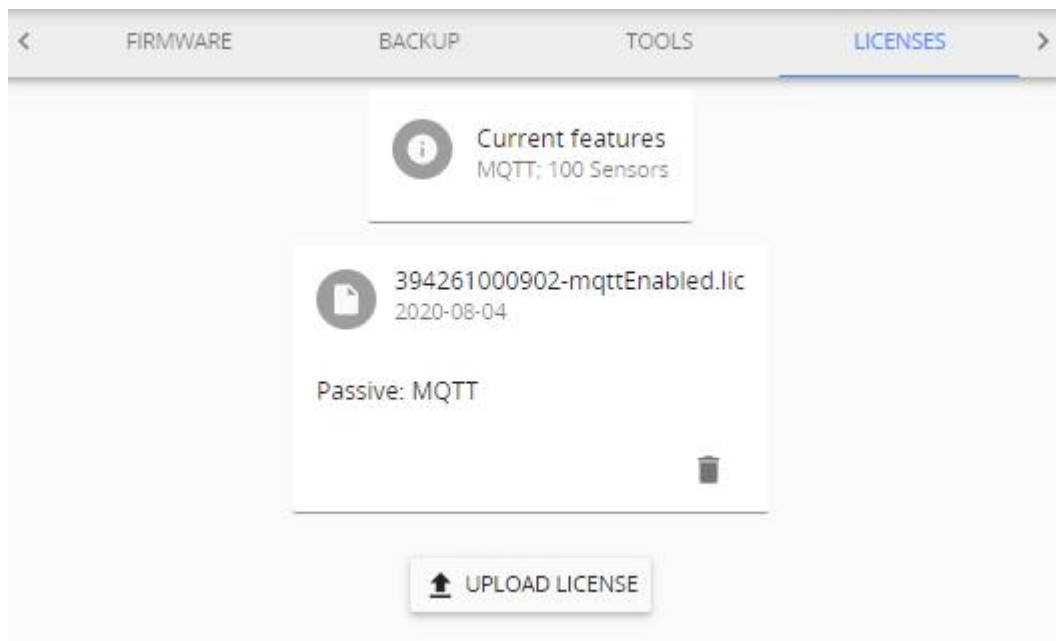 FIRMWARE BACKUP TOOLS LICENSES
Current features
MQTT; 100 Sensors
394261000902-mqttEnabled.lic
2020-08-04
Passive: MQTT
UPLOAD LICENSE